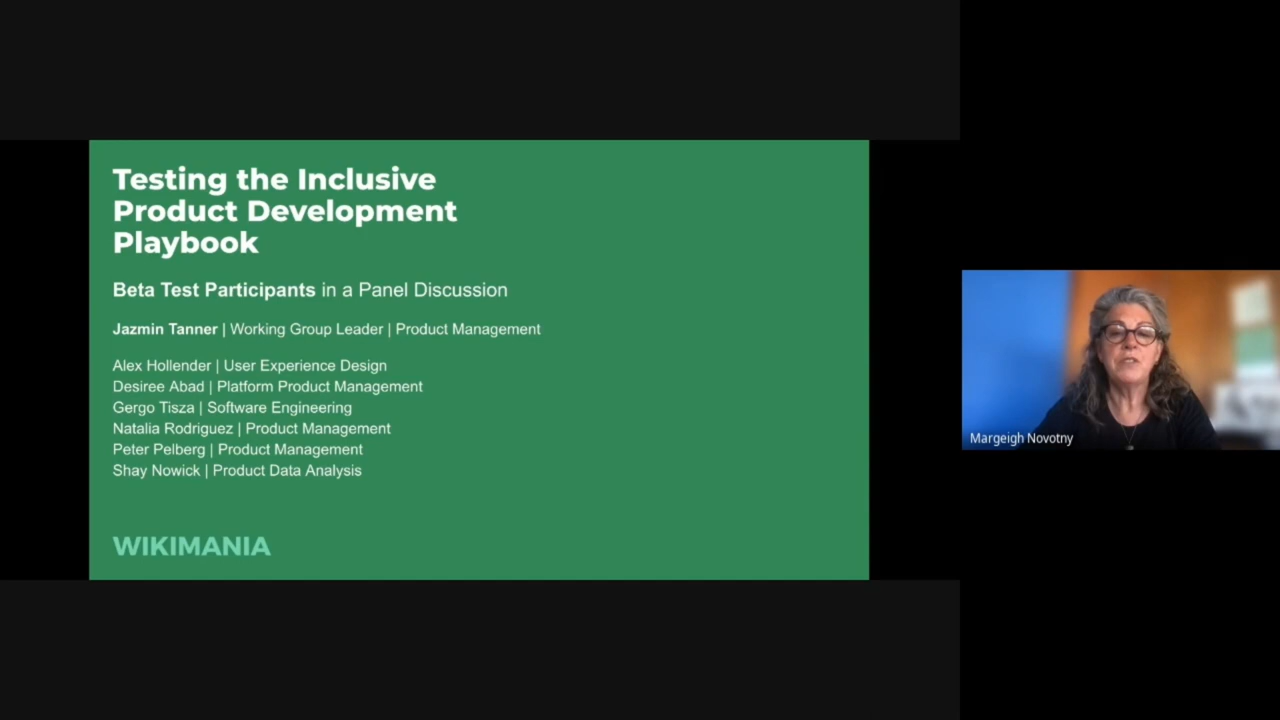 Testing the Inclusive
Product Development
Playbook
Beta Test Participants in a Panel Discussion
Jazmin Tanner | Working Group Leader | Product Management
Alex Hollender | User Experience Design
Desiree Abad | Platform Product Management
Gergo Tisza | Software Engineering
Natalia Rodriguez | Product Management
Peter Pelberg | Product Management
Shay Nowick | Product Data Analysis
WIKIMANIA
Margeigh Novotny